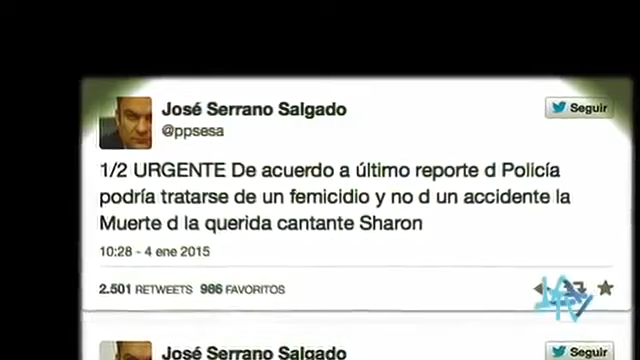 José Serrano Salgado
Seguir
@ppsesa
1/2 URGENTE De acuerdo a último reporte d Policía
podría tratarse de un femicidio y no d un accidente la
Muerte d la querida cantante Sharon
10:28 - 4 ene 2015
2.501 RETWEETS 986 FAVORITOS
José Serrano Salgado
Seguir